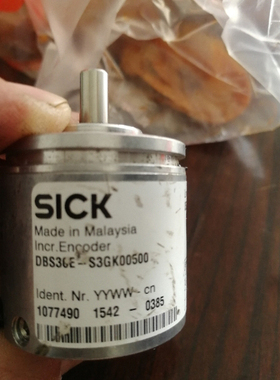 SICK
Made in Malaysia
Incr.Encoder
DBS36E-S3GK00500
Ident. Nr. YYWW- cn
1077490 1542 - 0385